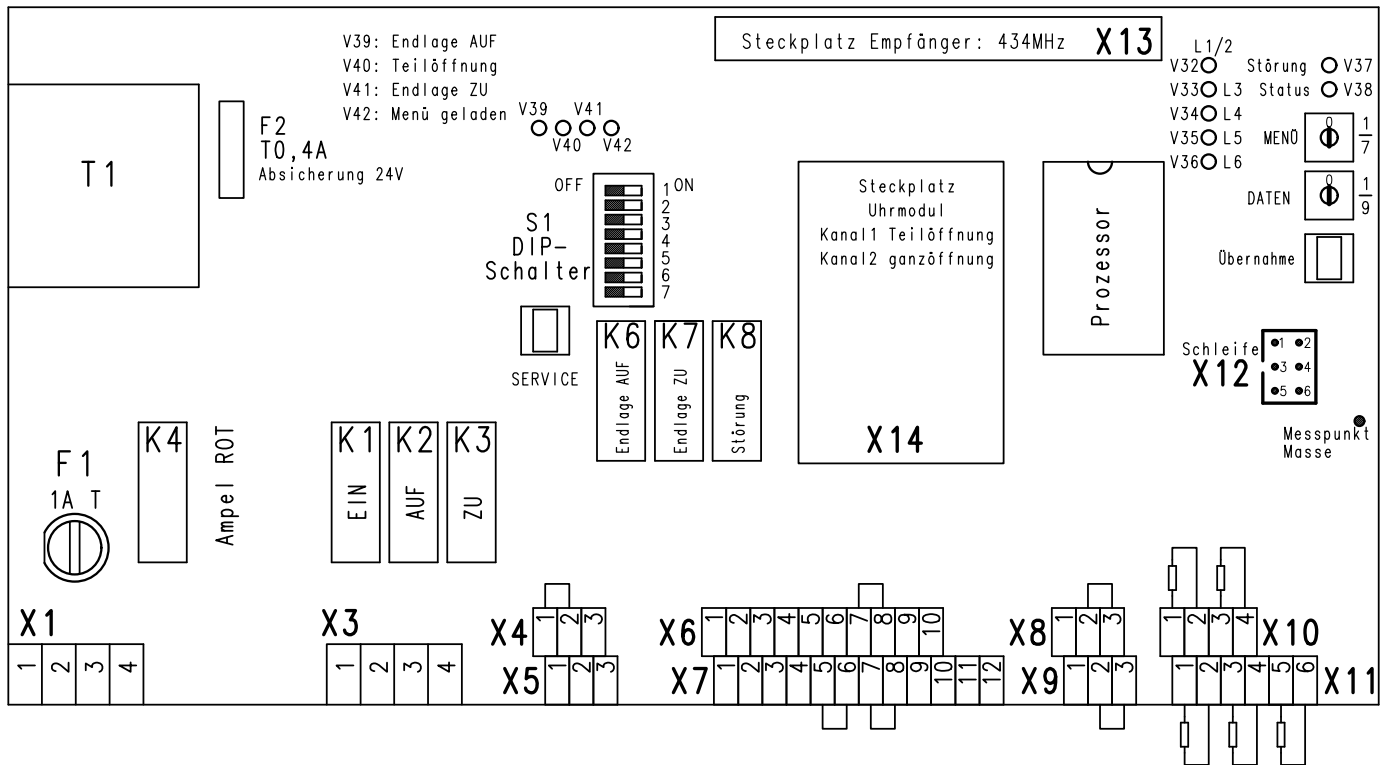 V39: Endlage AUF
V40: Teilöffnung
V41: Endlage ZU
V42: Menü geladen
Steckplatz Empfänger: 434MHz X13
L1/2
V32
V33 L3
V34 L4
V35 L5
V36 L6
Störung V37
Status V38
MENÜ 0 1/7
DATEN 0 1/9
Übernahme
V39 V41
V40 V42
T1
F2
T0,4A
Absicherung 24V
OFF ON
1
2
3
4
5
6
7
S1
DIP-
Schalter
SERVICE
Steckplatz
Uhrmodul
Kanal1 Teilöffnung
Kanal2 ganzöffnung
X14
Prozessor
K6 Endlage AUF
K7 Endlage ZU
K8 Störung
Schleife
X12
1 2
3 4
5 6
Messpunkt
Masse
F1
1A T
K4
Ampel ROT
K1 EIN
K2 AUF
K3 ZU
X1
1 2 3 4
X3
1 2 3 4
X4 1 2 3
X5 1 2 3
X6 1 2 3 4 5 6 7 8 9 10
X7 1 2 3 4 5 6 7 8 9 10 11 12
X8 1 2 3
X9 1 2 3
1 2 3 4 X10
1 2 3 4 5 6 X11